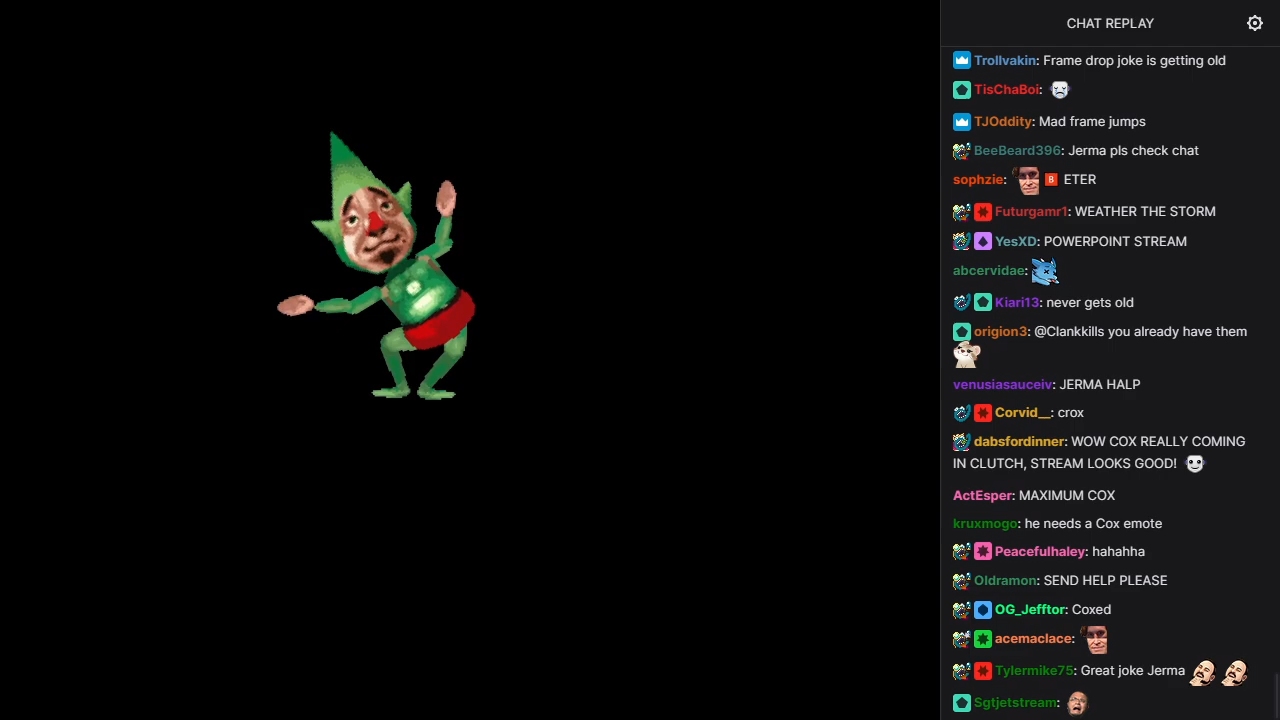 CHAT REPLAY
Trollvakin: Frame drop joke is getting old
TisChaBoi:
TJOddity: Mad frame jumps
BeeBeard396: Jerma pls check chat
sophzie: B ETER
Futurgamr1: WEATHER THE STORM
YesXD: POWERPOINT STREAM
abcervidae:
Kiari13: never gets old
origion3: @Clankkills you already have them
venusiasauceiv: JERMA HALP
Corvid__: crox
dabsfordinner: WOW COX REALLY COMING
IN CLUTCH, STREAM LOOKS GOOD!
ActEsper: MAXIMUM COX
kruxmogo: he needs a Cox emote
Peacefulhaley: hahahha
Oldramon: SEND HELP PLEASE
OG_Jefftor: Coxed
acemaclace:
Tylermike75: Great joke Jerma
Sgtjetstream: